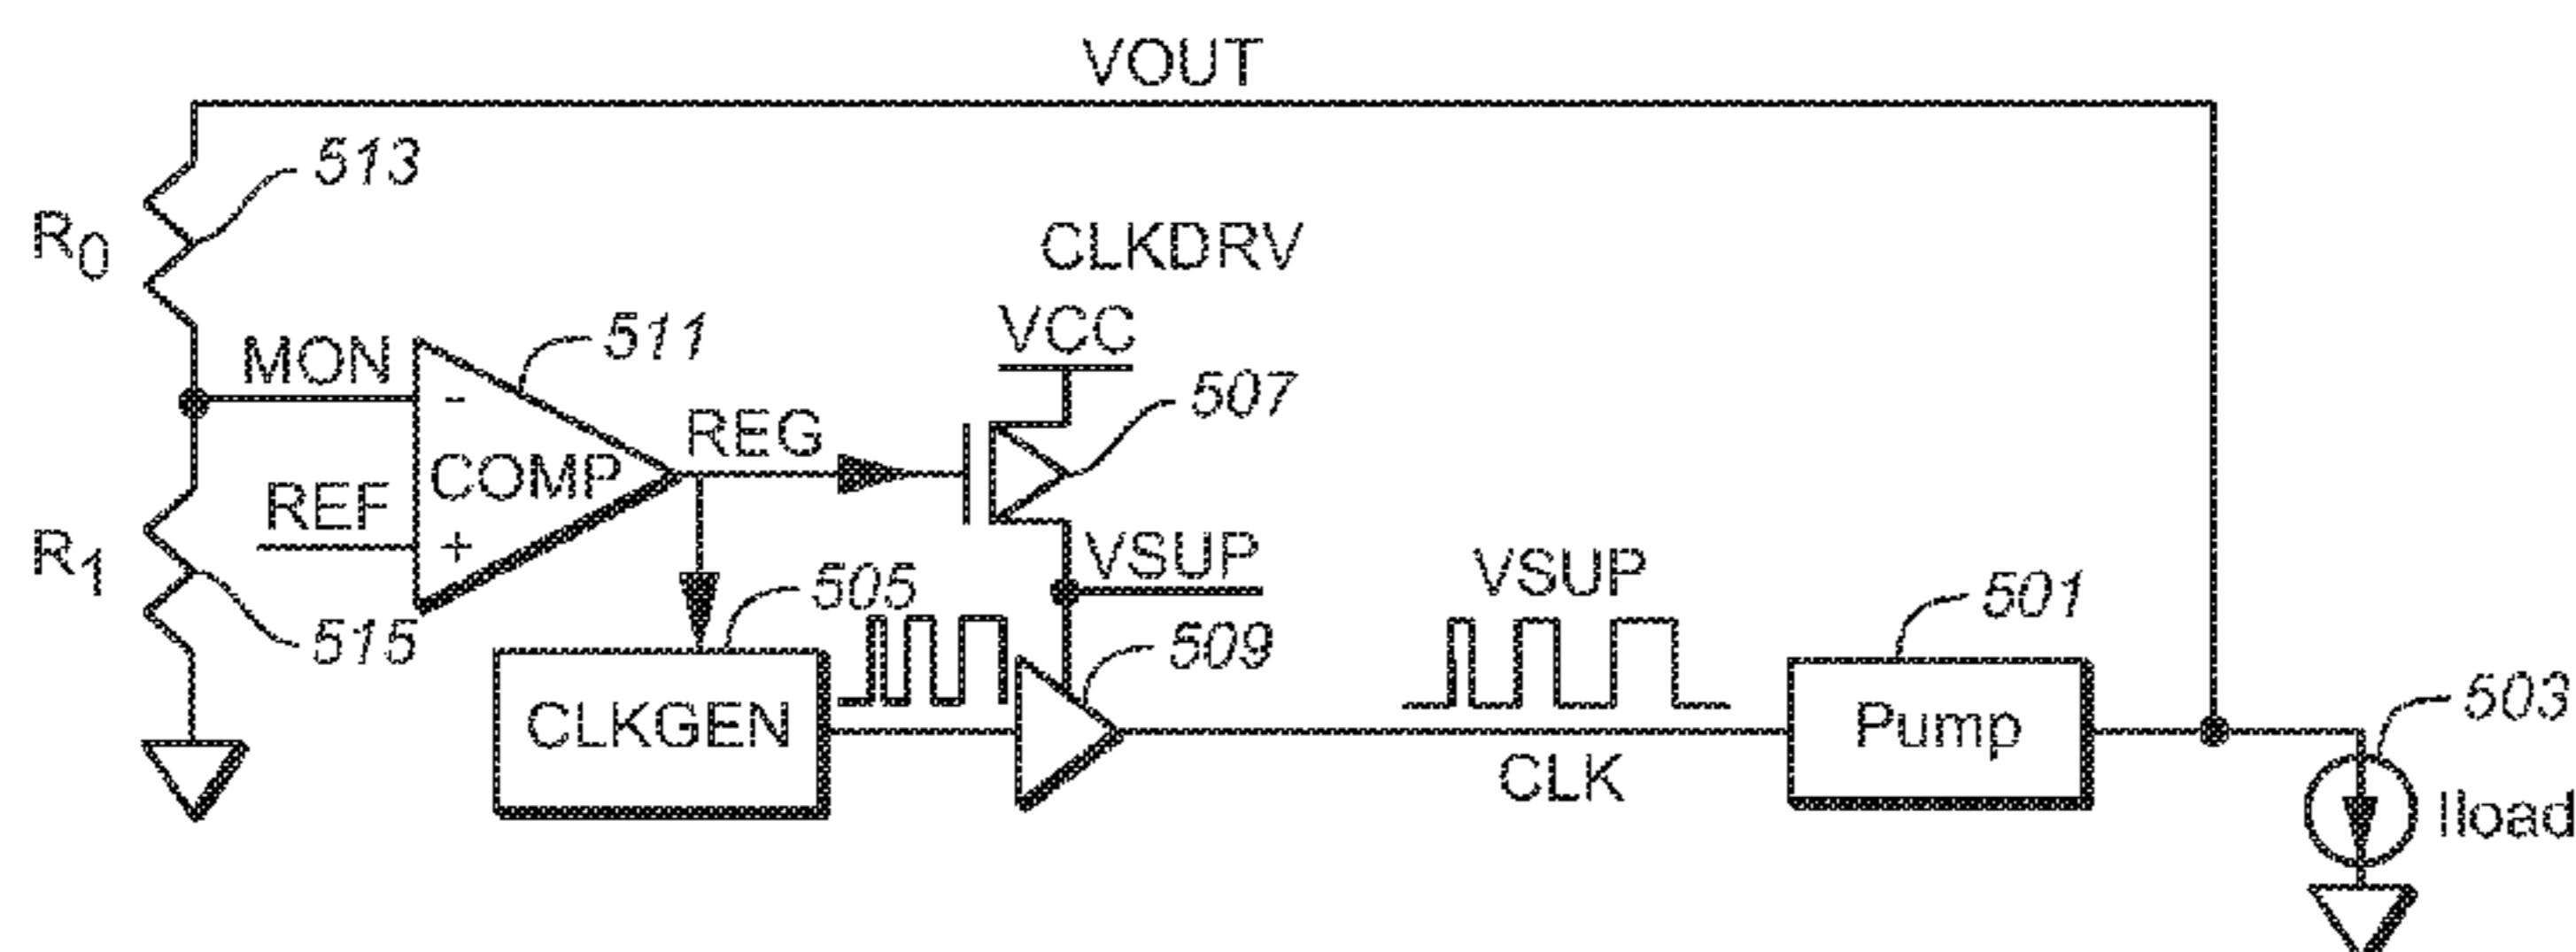 VOUT
513
R0
CLKDRV
VCC
511
MON
507
-
REG
COMP
REF
+
R1
VSUP
VSUP
505
501
515
509
503
CLKGEN
Pump
CLK
Iload